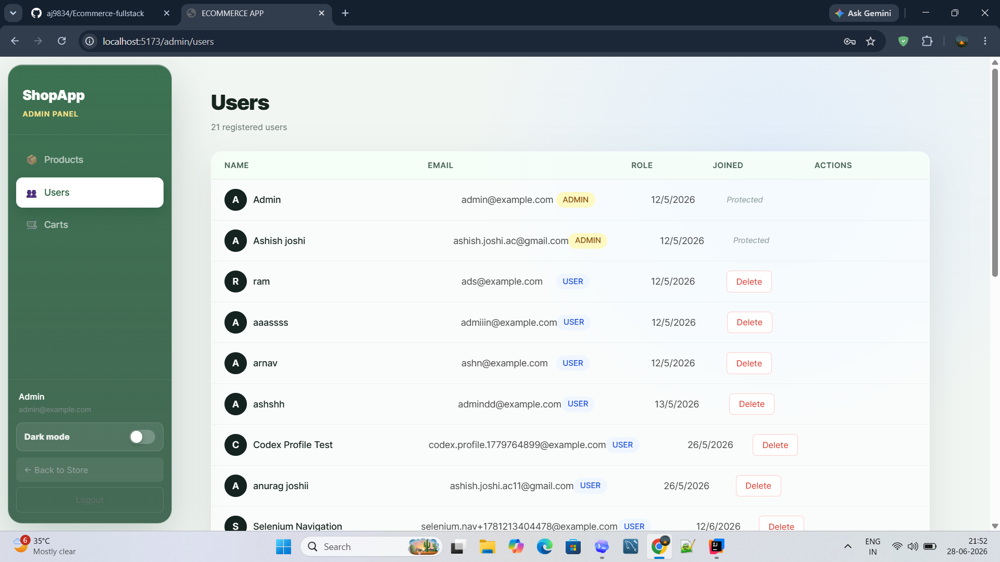 aj9834/Ecommerce-fullstack
ECOMMERCE APP
Ask Gemini
localhost:5173/admin/users
ShopApp
ADMIN PANEL
Products
Users
Carts
Admin
admin@example.com
Dark mode
← Back to Store
Logout
Users
21 registered users
NAME EMAIL ROLE JOINED ACTIONS
A Admin admin@example.com ADMIN 12/5/2026 Protected
A Ashish joshi ashish.joshi.ac@gmail.com ADMIN 12/5/2026 Protected
R ram ads@example.com USER 12/5/2026 Delete
A aaassss admiiin@example.com USER 12/5/2026 Delete
A arnav ashn@example.com USER 12/5/2026 Delete
A ashshh admindd@example.com USER 13/5/2026 Delete
C Codex Profile Test codex.profile.1779764899@example.com USER 26/5/2026 Delete
A anurag joshii ashish.joshi.ac11@gmail.com USER 26/5/2026 Delete
S Selenium Navigation selenium.nav+1781213404478@example.com USER 12/6/2026 Delete
6
35°C
Mostly clear
Search
IJ
ENG
IN
21:52
28-06-2026